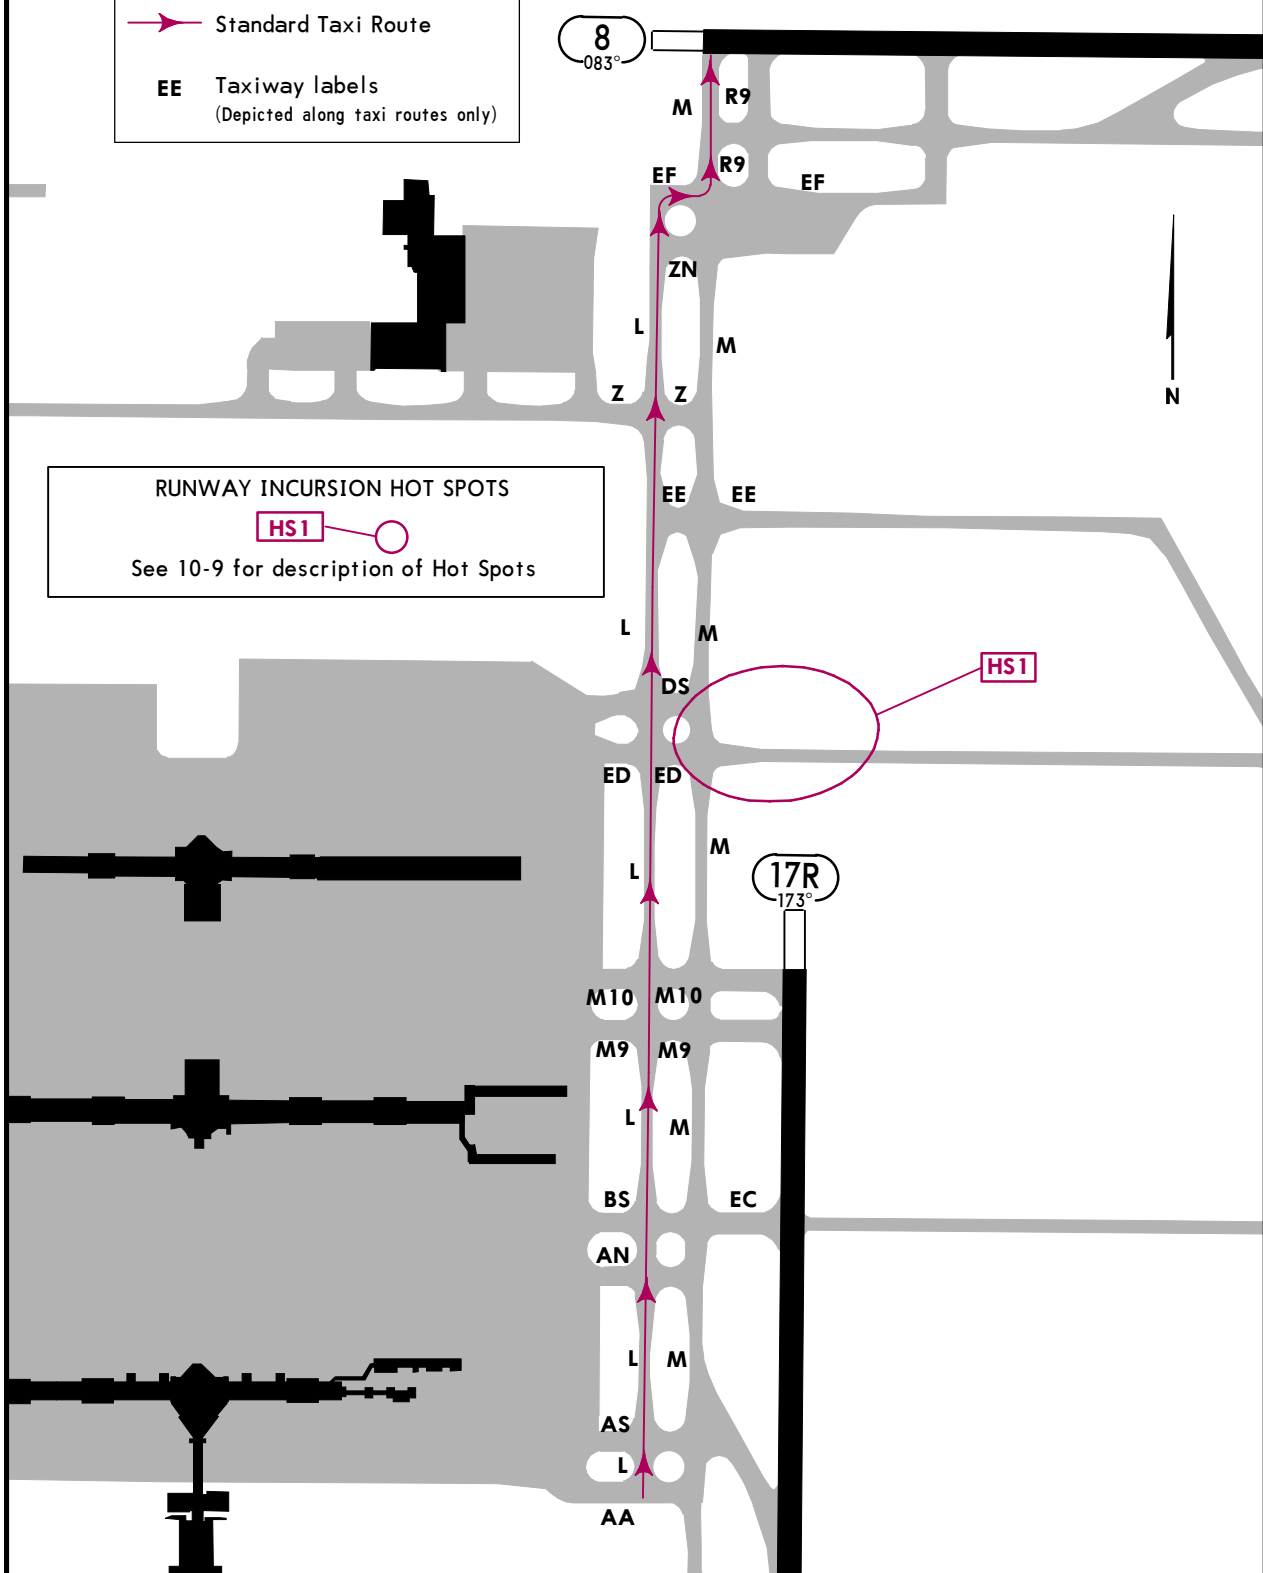 Standard Taxi Route
EE Taxiway labels
(Depicted along taxi routes only)
8
083°
M R9
R9
EF
EF
ZN
L
M
Z Z
N
RUNWAY INCURSION HOT SPOTS
HS1
See 10-9 for description of Hot Spots
EE EE
L M
HS1
DS
ED ED
M
L
17R
173°
M10 M10
M9 M9
L M
BS EC
AN
L M
AS
L
AA